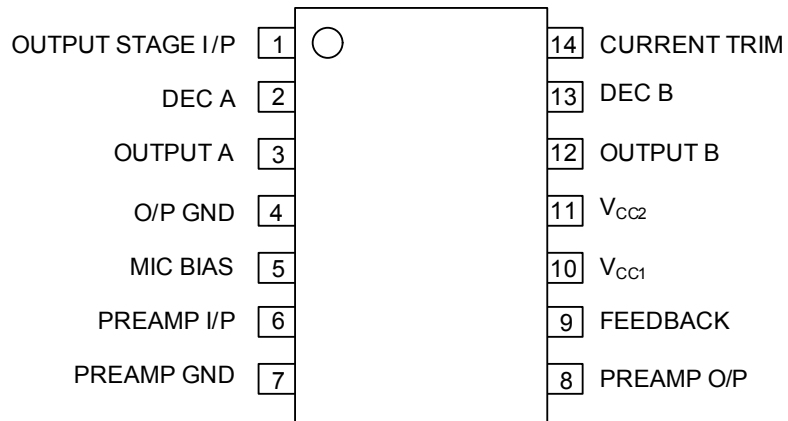 OUTPUT STAGE I/P 1 14 CURRENT TRIM
DEC A 2 13 DEC B
OUTPUT A 3 12 OUTPUT B
O/P GND 4 11 VCC2
MIC BIAS 5 10 VCC1
PREAMP I/P 6 9 FEEDBACK
PREAMP GND 7 8 PREAMP O/P